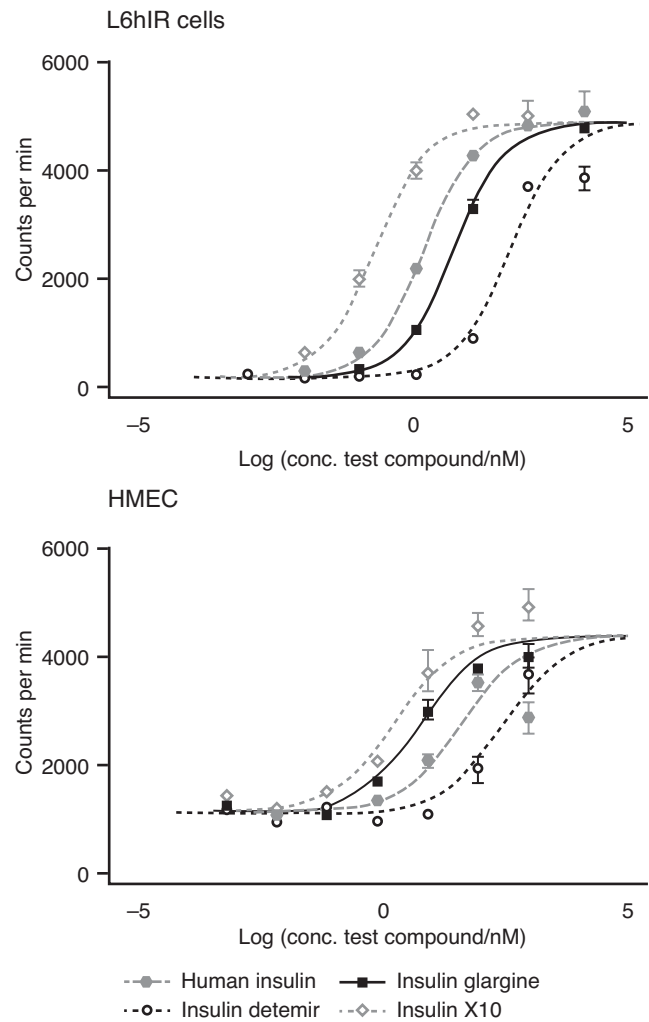 L6hIR cells
6000
4000
2000
0
Counts per min
−5 0 5
Log (conc. test compound/nM)
HMEC
6000
4000
2000
0
Counts per min
−5 0 5
Log (conc. test compound/nM)
Human insulin Insulin glargine
Insulin detemir Insulin X10